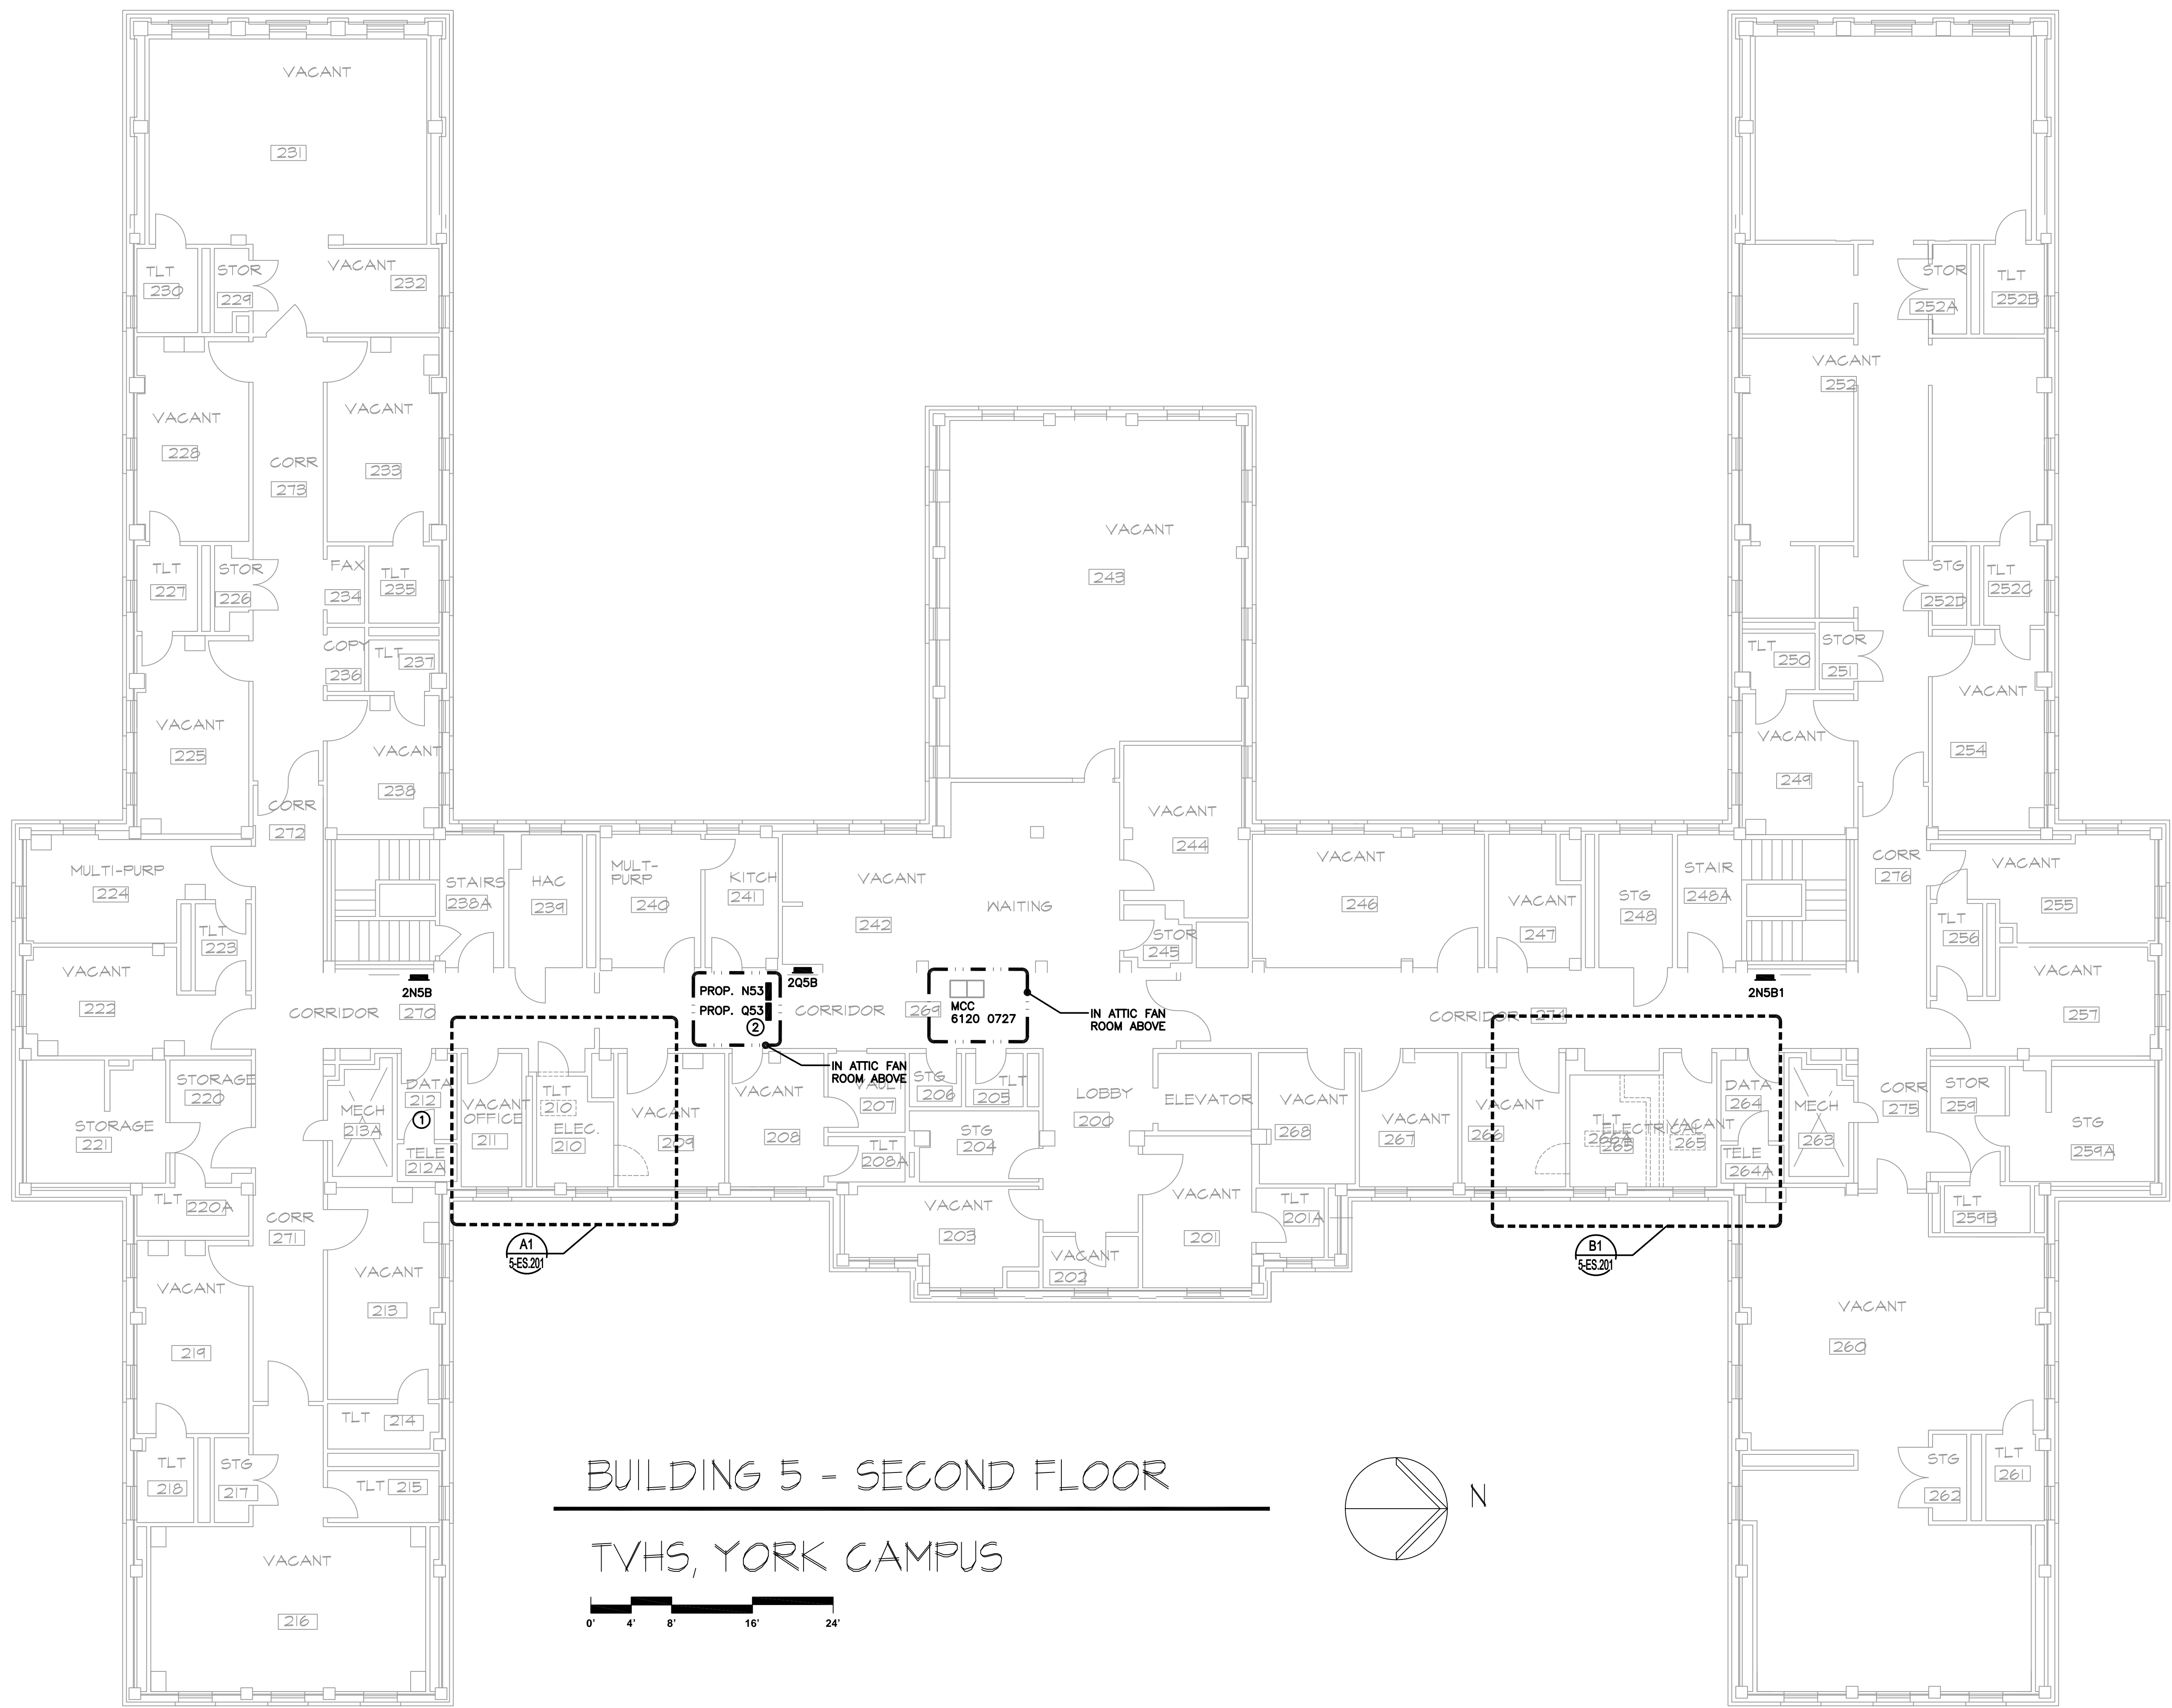 VACANT
231
TLT
230
STOR
229
VACANT
232
STOR
252A
TLT
252B
VACANT
228
VACANT
233
CORR
273
VACANT
252
TLT
227
STOR
226
FAX
234
TLT
235
VACANT
243
STG
252D
TLT
252C
COPY
236
TLT
237
TLT
250
STOR
251
VACANT
225
VACANT
238
VACANT
249
VACANT
254
CORR
272
MULTI-PURP
224
TLT
223
STAIRS
238A
HAC
239
MULT-
PURP
240
KITCH
241
VACANT
242
WAITING
VACANT
244
STOR
245
VACANT
246
VACANT
247
STG
248
STAIR
248A
CORR
276
VACANT
255
TLT
256
VACANT
222
VACANT
257
2N5B
CORRIDOR
270
PROP. N53
PROP. Q53
2
2Q5B
CORRIDOR
269
MCC
6120 0727
IN ATTIC FAN
ROOM ABOVE
CORRIDOR
274
2N5B1
IN ATTIC FAN
ROOM ABOVE
STORAGE
220
STORAGE
221
MECH
213A
DATA
212
1
TELE
212A
VACANT
OFFICE
211
TLT
210
ELEC.
210
VACANT
209
VACANT
208
VAULT
207
TLT
208A
STG
206
TLT
205
STG
204
LOBBY
200
ELEVATOR
VACANT
268
VACANT
267
VACANT
266
TLT
266A
ELECTRICAL
265
VACANT
265
DATA
264
TELE
264A
MECH
263
CORR
275
STOR
259
STG
259A
TLT
220A
CORR
271
VACANT
203
VACANT
202
VACANT
201
TLT
201A
TLT
259B
A1
5-ES.201
B1
5-ES.201
VACANT
219
VACANT
213
VACANT
260
TLT
214
TLT
218
STG
217
TLT
215
STG
262
TLT
261
VACANT
216
BUILDING 5 - SECOND FLOOR
TVHS, YORK CAMPUS
N
0' 4' 8' 16' 24'